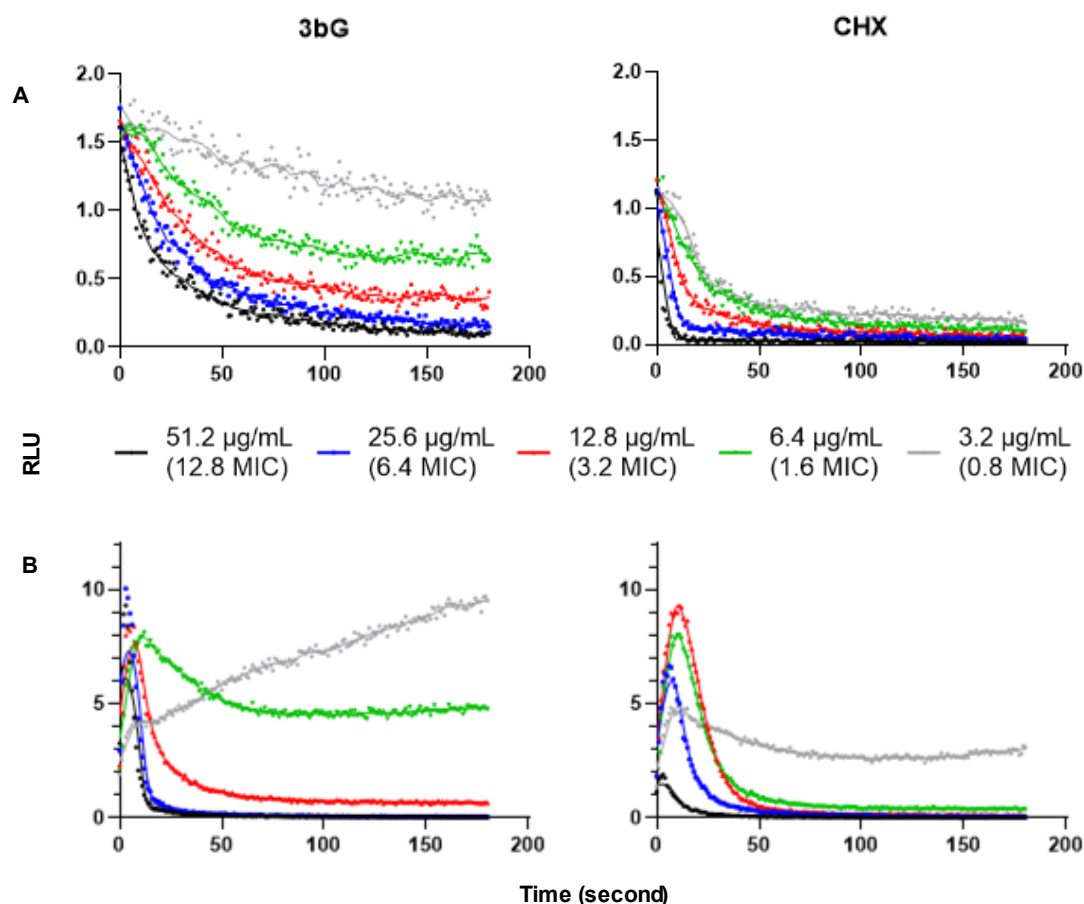 3bG
CHX
A
2.0
1.5
1.0
0.5
0.0
0
50
100
150
200
2.0
1.5
1.0
0.5
0.0
0
50
100
150
200
RLU
51.2 µg/mL
(12.8 MIC)
25.6 µg/mL
(6.4 MIC)
12.8 µg/mL
(3.2 MIC)
6.4 µg/mL
(1.6 MIC)
3.2 µg/mL
(0.8 MIC)
B
10
5
0
0
50
100
150
200
10
5
0
0
50
100
150
200
Time (second)